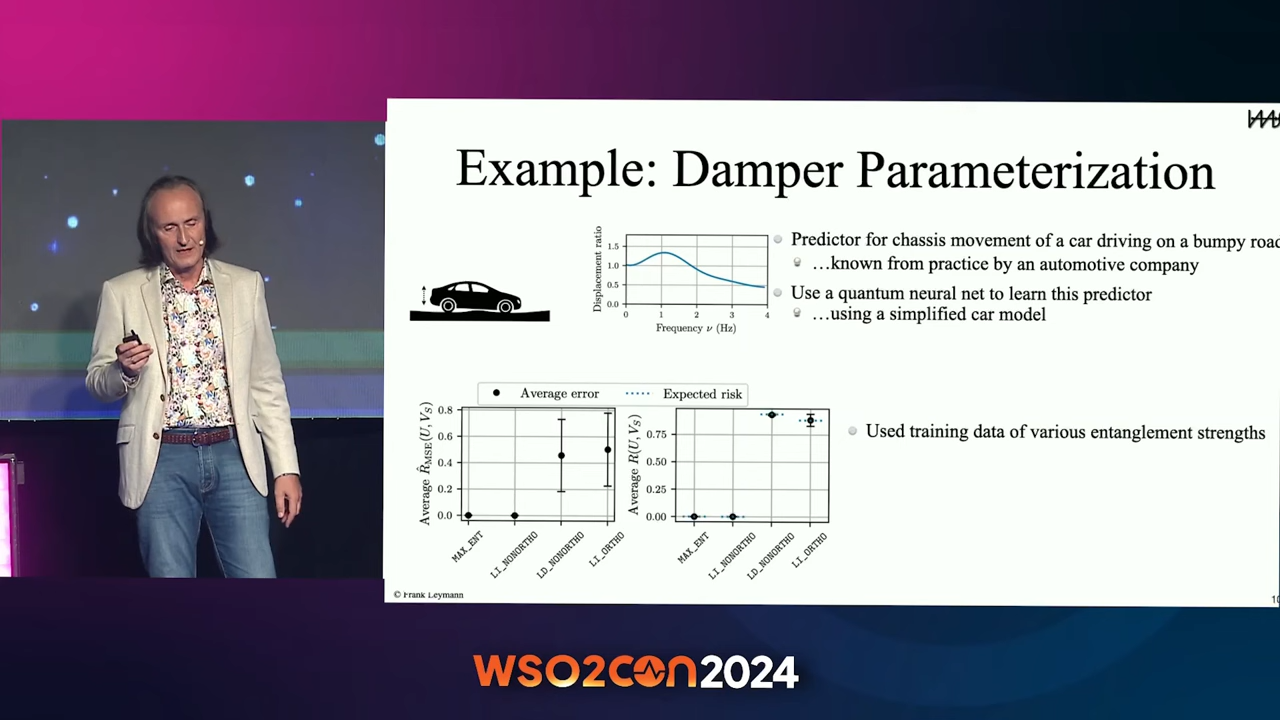 Example: Damper Parameterization
Displacement ratio
1.5
1.0
0.5
0.0
0 1 2 3 4
Frequency ν (Hz)
Predictor for chassis movement of a car driving on a bumpy road
…known from practice by an automotive company
Use a quantum neural net to learn this predictor
…using a simplified car model
Average error
Expected risk
Average R̂MSE(U,VS)
0.8
0.6
0.4
0.2
0.0
MAX_ENT
LI_NONORTHO
LD_NONORTHO
LI_ORTHO
Average R(U,VS)
0.75
0.50
0.25
0.00
MAX_ENT
LI_NONORTHO
LD_NONORTHO
LI_ORTHO
Used training data of various entanglement strengths
© Frank Leymann
WSO2CON2024